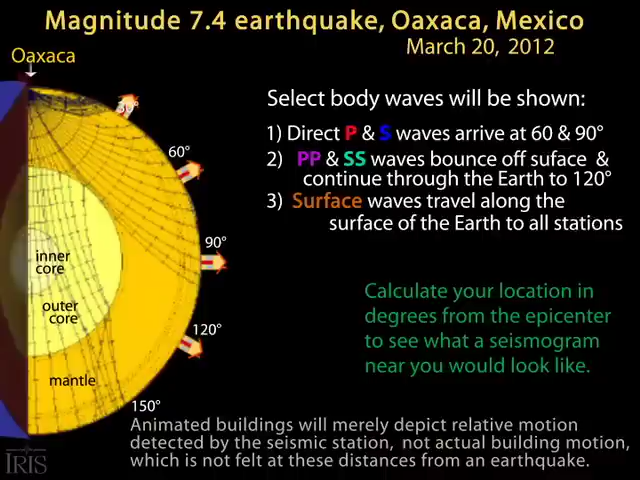 Magnitude 7.4 earthquake, Oaxaca, Mexico
March 20, 2012
Oaxaca
Select body waves will be shown:
1) Direct P & S waves arrive at 60 & 90°
2) PP & SS waves bounce off suface &
continue through the Earth to 120°
3) Surface waves travel along the
surface of the Earth to all stations
30°
60°
90°
120°
150°
inner
core
outer
core
mantle
Calculate your location in
degrees from the epicenter
to see what a seismogram
near you would look like.
Animated buildings will merely depict relative motion
detected by the seismic station, not actual building motion,
which is not felt at these distances from an earthquake.
IRIS